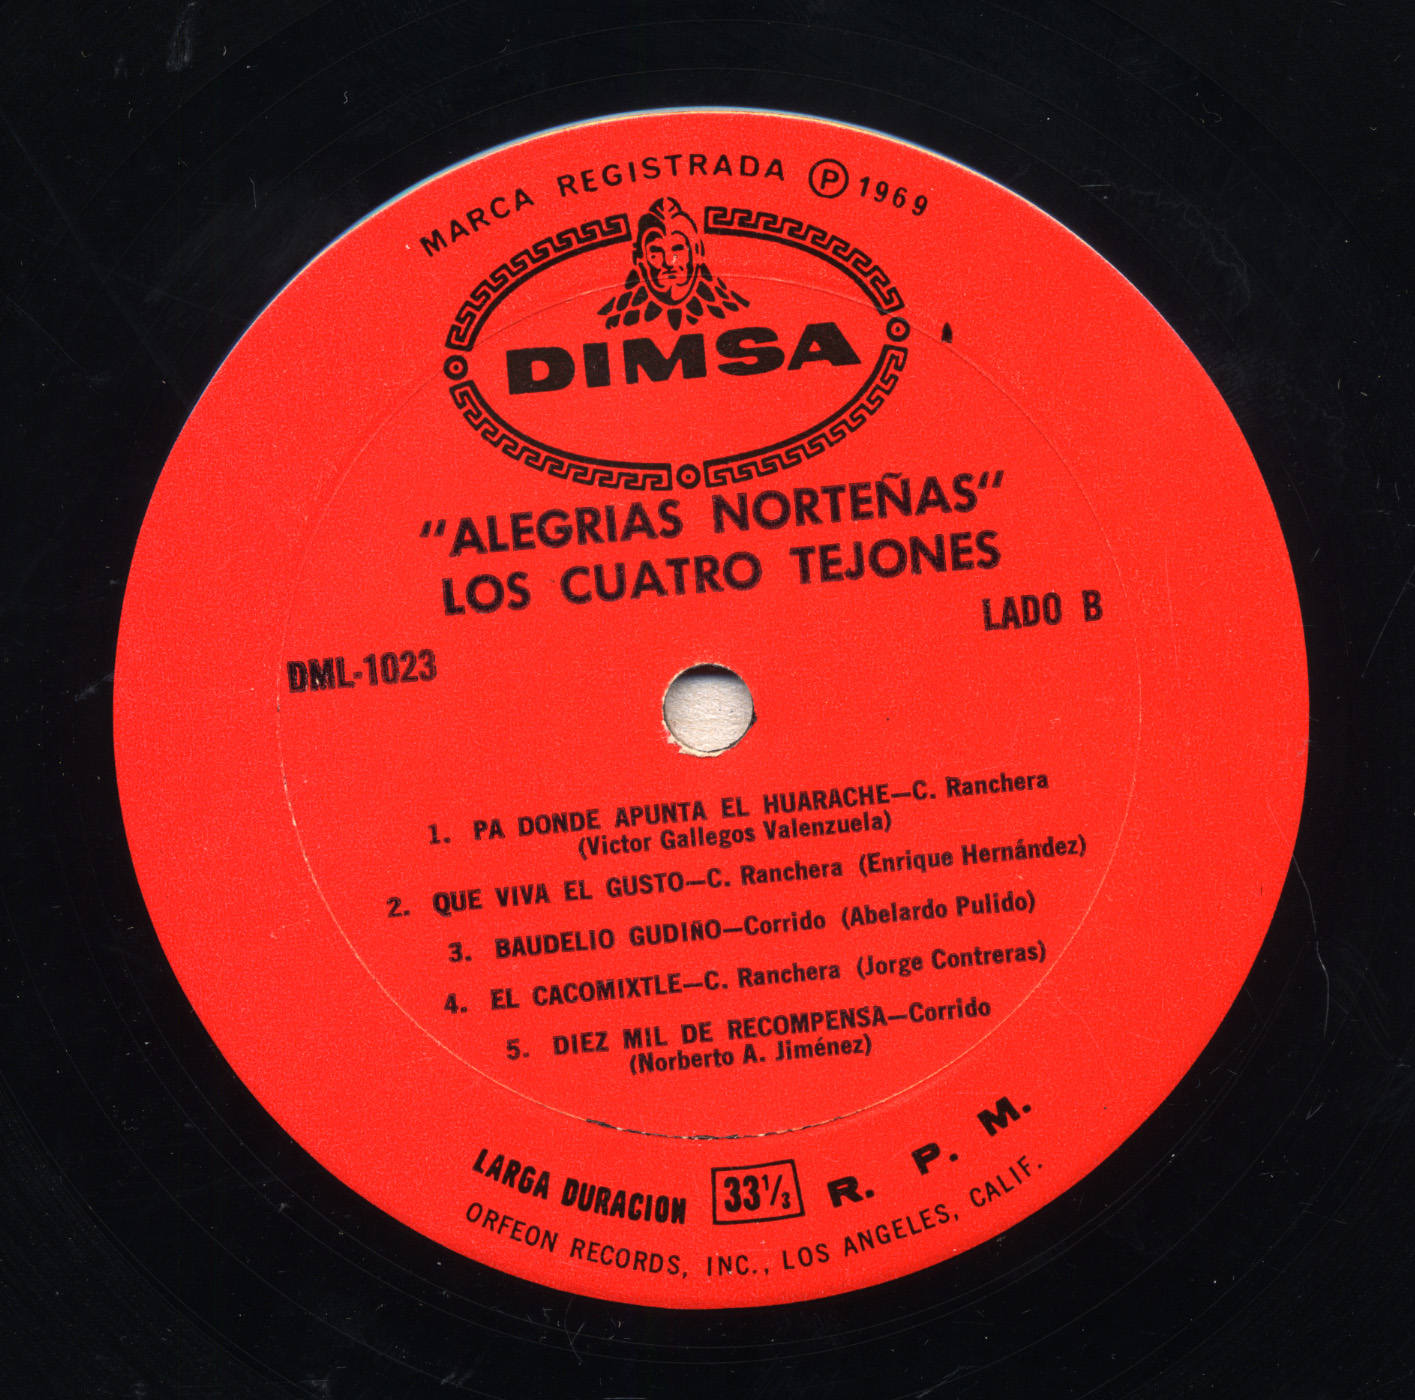 MARCA REGISTRADA Ⓟ 1969
DIMSA
"ALEGRIAS NORTEÑAS"
LOS CUATRO TEJONES
LADO B
DML-1023
1. PA DONDE APUNTA EL HUARACHE—C. Ranchera
(Victor Gallegos Valenzuela)
2. QUE VIVA EL GUSTO—C. Ranchera (Enrique Hernández)
3. BAUDELIO GUDIÑO—Corrido (Abelardo Pulido)
4. EL CACOMIXTLE—C. Ranchera (Jorge Contreras)
5. DIEZ MIL DE RECOMPENSA—Corrido
(Norberto A. Jiménez)
LARGA DURACION 33⅓ R. P. M.
ORFEON RECORDS, INC., LOS ANGELES, CALIF.